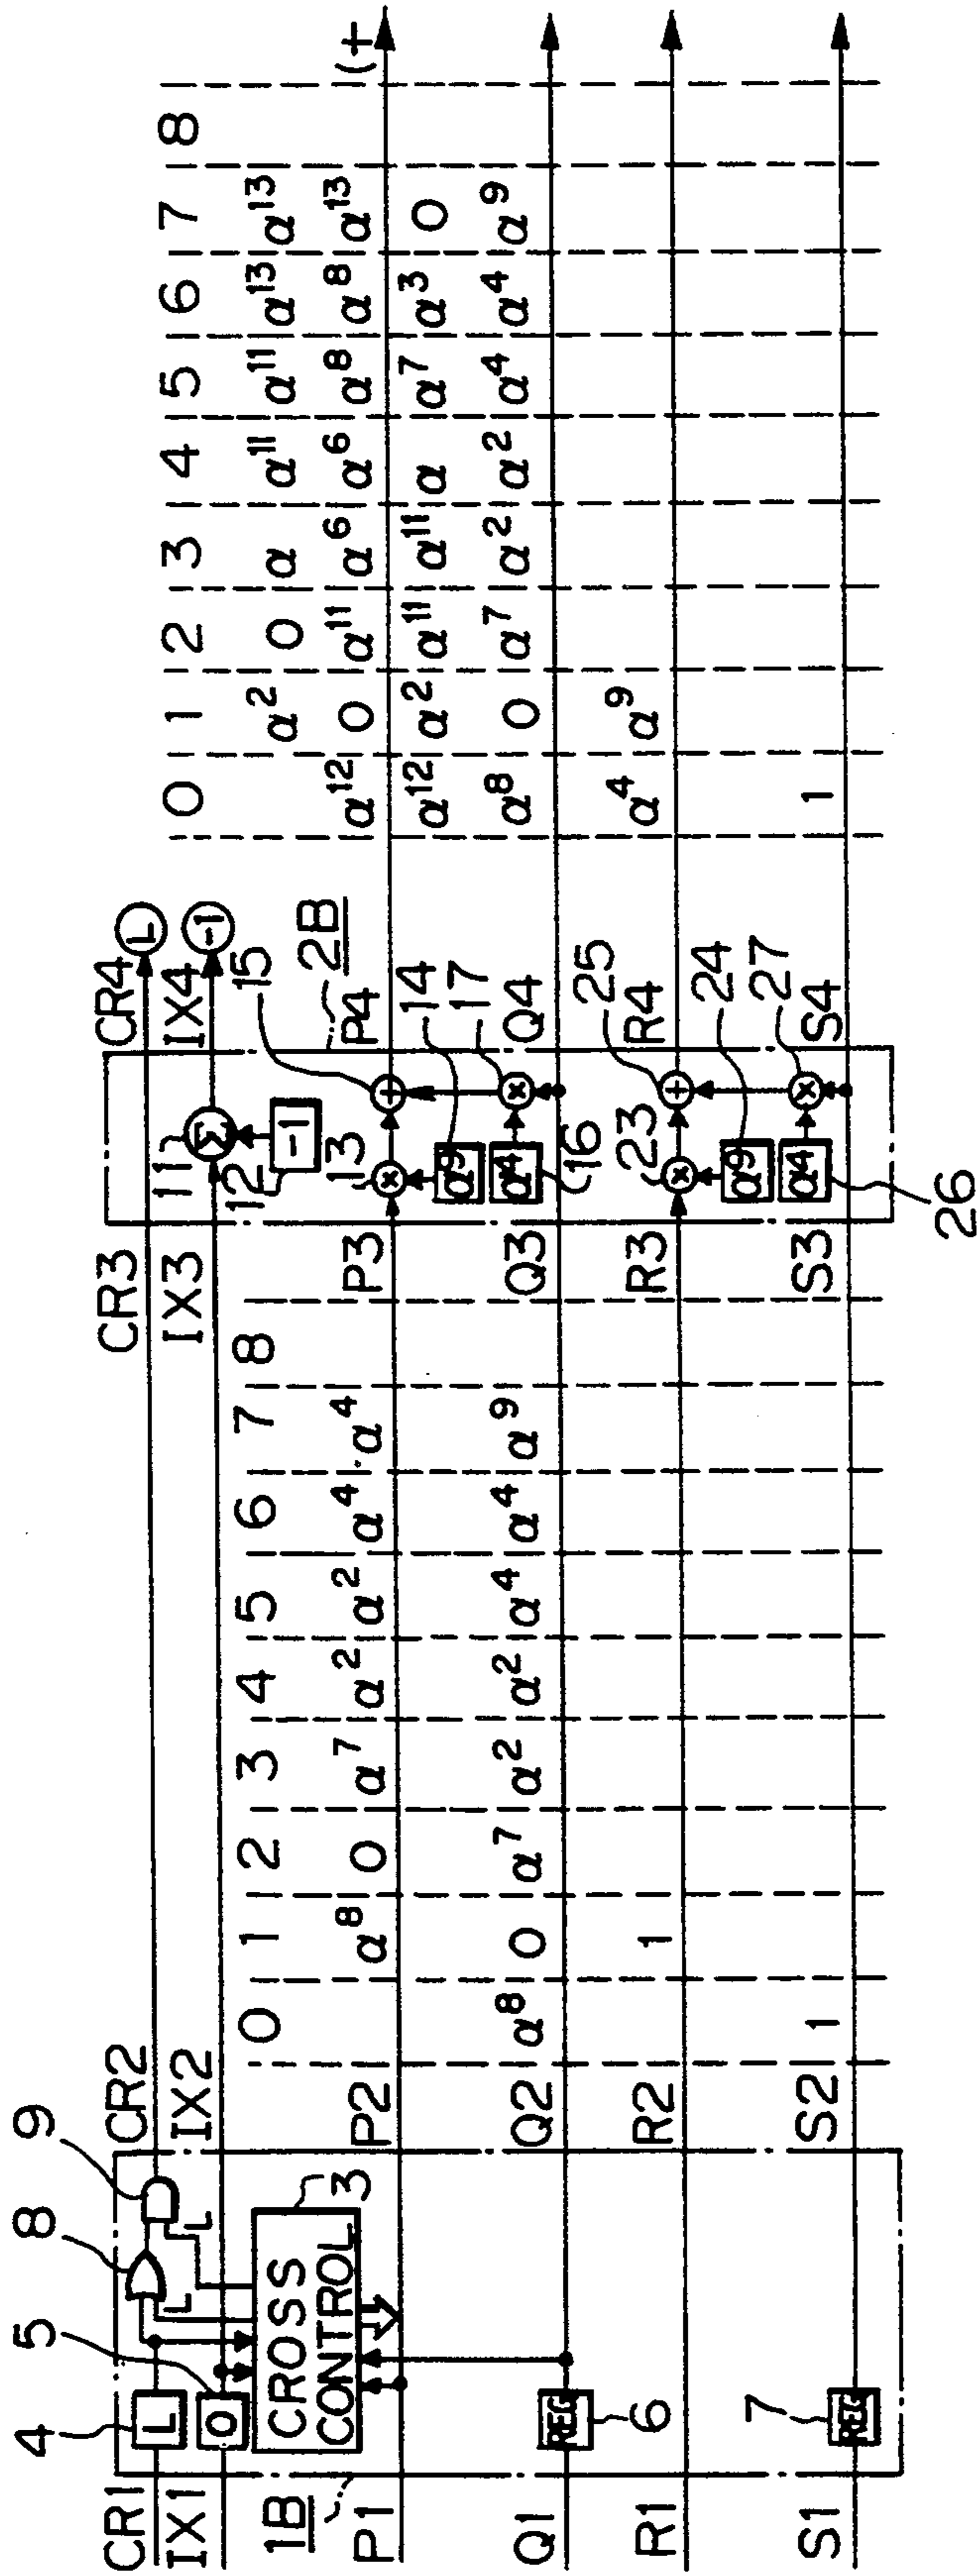 4 5 8 9
CR1 L CR2
IX1 0 IX2
L L
1B CROSS CONTROL 3
P1 P2
Q1 REG 6 Q2
R1 R2
S1 REG 7 S2
0 1 2 3 4 5 6 7 8
α⁸ 0 α⁷ α² α² α⁴ α⁴
α⁸ 0 α⁷ α² α² α⁴ α⁴ α⁹
1
1
CR3 CR4 L
IX3 11 Σ IX4 -1
12 -1 15 2B
P3 13 × + P4
α⁹ 14
Q3 α⁴ × 17 Q4
16
R3 23 × + 25 R4
α⁹ 24
S3 α⁴ × 27 S4
26
0 1 2 3 4 5 6 7 8
α² 0 α α¹¹ α¹¹ α¹³ α¹³
α¹² 0 α¹¹ α⁶ α⁶ α⁸ α⁸ α¹³ (+
α¹² α² α¹¹ α¹¹ α α⁷ α³ 0
α⁸ 0 α⁷ α² α² α⁴ α⁴ α⁹
α⁴ α⁹
1